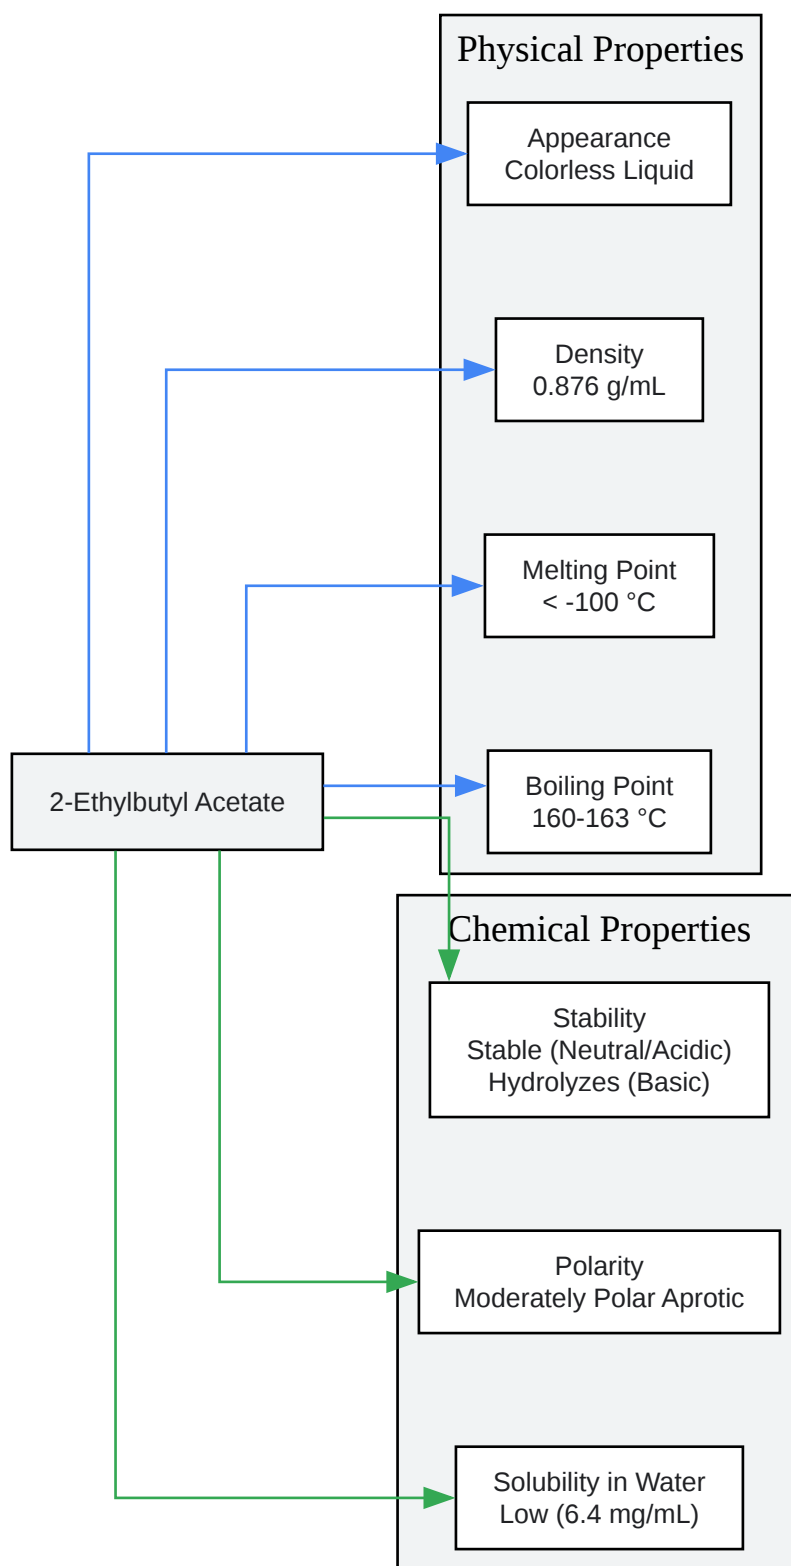 Physical Properties
Appearance
Colorless Liquid
Density
0.876 g/mL
Melting Point
< -100 °C
2-Ethylbutyl Acetate
Boiling Point
160-163 °C
Chemical Properties
Stability
Stable (Neutral/Acidic)
Hydrolyzes (Basic)
Polarity
Moderately Polar Aprotic
Solubility in Water
Low (6.4 mg/mL)